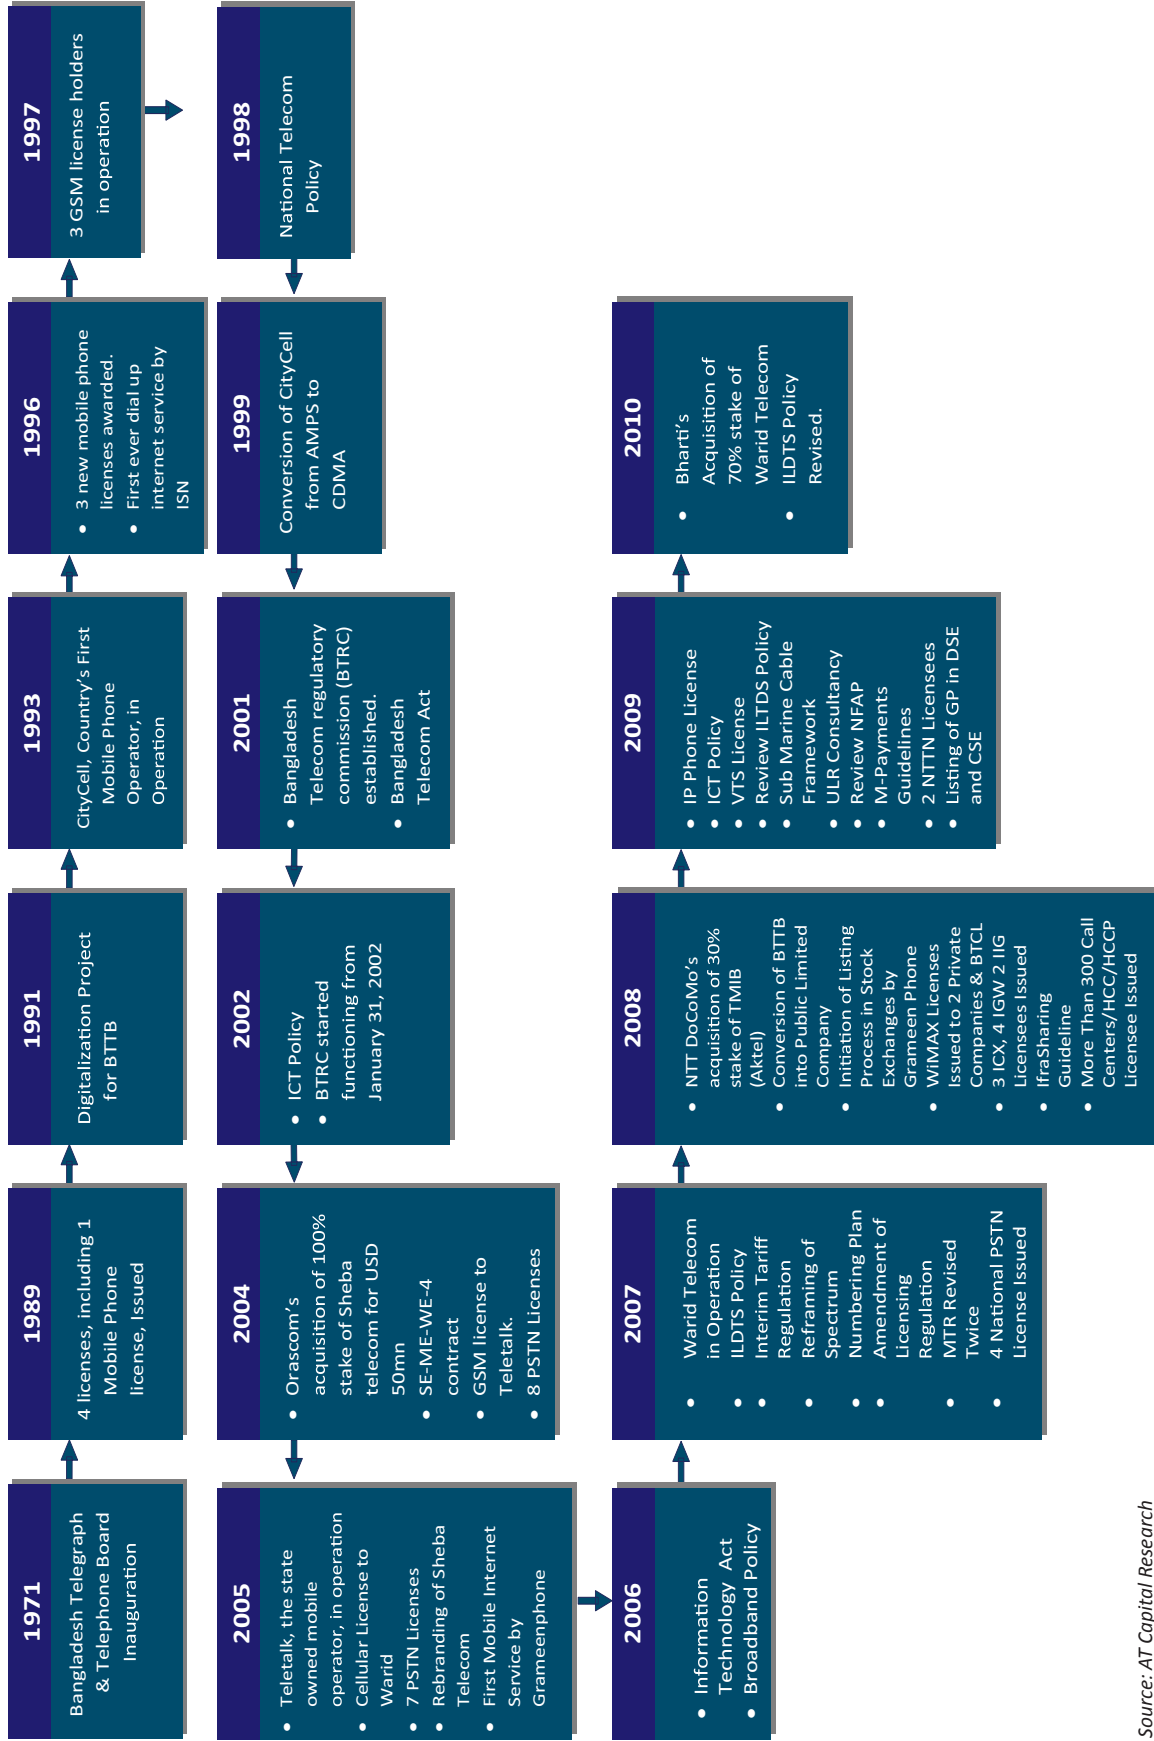 1971
Bangladesh Telegraph
& Telephone Board
Inauguration
1989
4 licenses, including 1
Mobile Phone
license, Issued
1991
Digitalization Project
for BTTB
1993
CityCell, Country's First
Mobile Phone
Operator, in
Operation
1996
• 3 new mobile phone
licenses awarded.
• First ever dial up
internet service by
ISN
1997
3 GSM license holders
in operation
1998
National Telecom
Policy
1999
Conversion of CityCell
from AMPS to
CDMA
2001
• Bangladesh
Telecom regulatory
commission (BTRC)
established.
• Bangladesh
Telecom Act
2002
• ICT Policy
• BTRC started
functioning from
January 31, 2002
2004
• Orascom's
acquisition of 100%
stake of Sheba
telecom for USD
50mn
• SE-ME-WE-4
contract
• GSM license to
Teletalk.
• 8 PSTN Licenses
2005
• Teletalk, the state
owned mobile
operator, in operation
• Cellular License to
Warid
• 7 PSTN Licenses
• Rebranding of Sheba
Telecom
• First Mobile Internet
Service by
Grameenphone
2006
• Information
Technology Act
• Broadband Policy
2007
• Warid Telecom
in Operation
• ILDTS Policy
• Interim Tariff
Regulation
• Reframing of
Spectrum
• Numbering Plan
• Amendment of
Licensing
Regulation
• MTR Revised
Twice
• 4 National PSTN
License Issued
2008
• NTT DoCoMo's
acquisition of 30%
stake of TMIB
(Aktel)
• Conversion of BTTB
into Public Limited
Company
• Initiation of Listing
Process in Stock
Exchanges by
Grameen Phone
• WiMAX Licenses
Issued to 2 Private
Companies & BTCL
• 3 ICX, 4 IGW 2 IIG
Licensees Issued
• IfraSharing
Guideline
• More Than 300 Call
Centers/HCC/HCCP
Licensee Issued
2009
• IP Phone License
• ICT Policy
• VTS License
• Review ILTDS Policy
• Sub Marine Cable
Framework
• ULR Consultancy
• Review NFAP
• M-Payments
Guidelines
• 2 NTTN Licensees
• Listing of GP in DSE
and CSE
2010
• Bharti's
Acquisition of
70% stake of
Warid Telecom
• ILDTS Policy
Revised.
Source: AT Capital Research